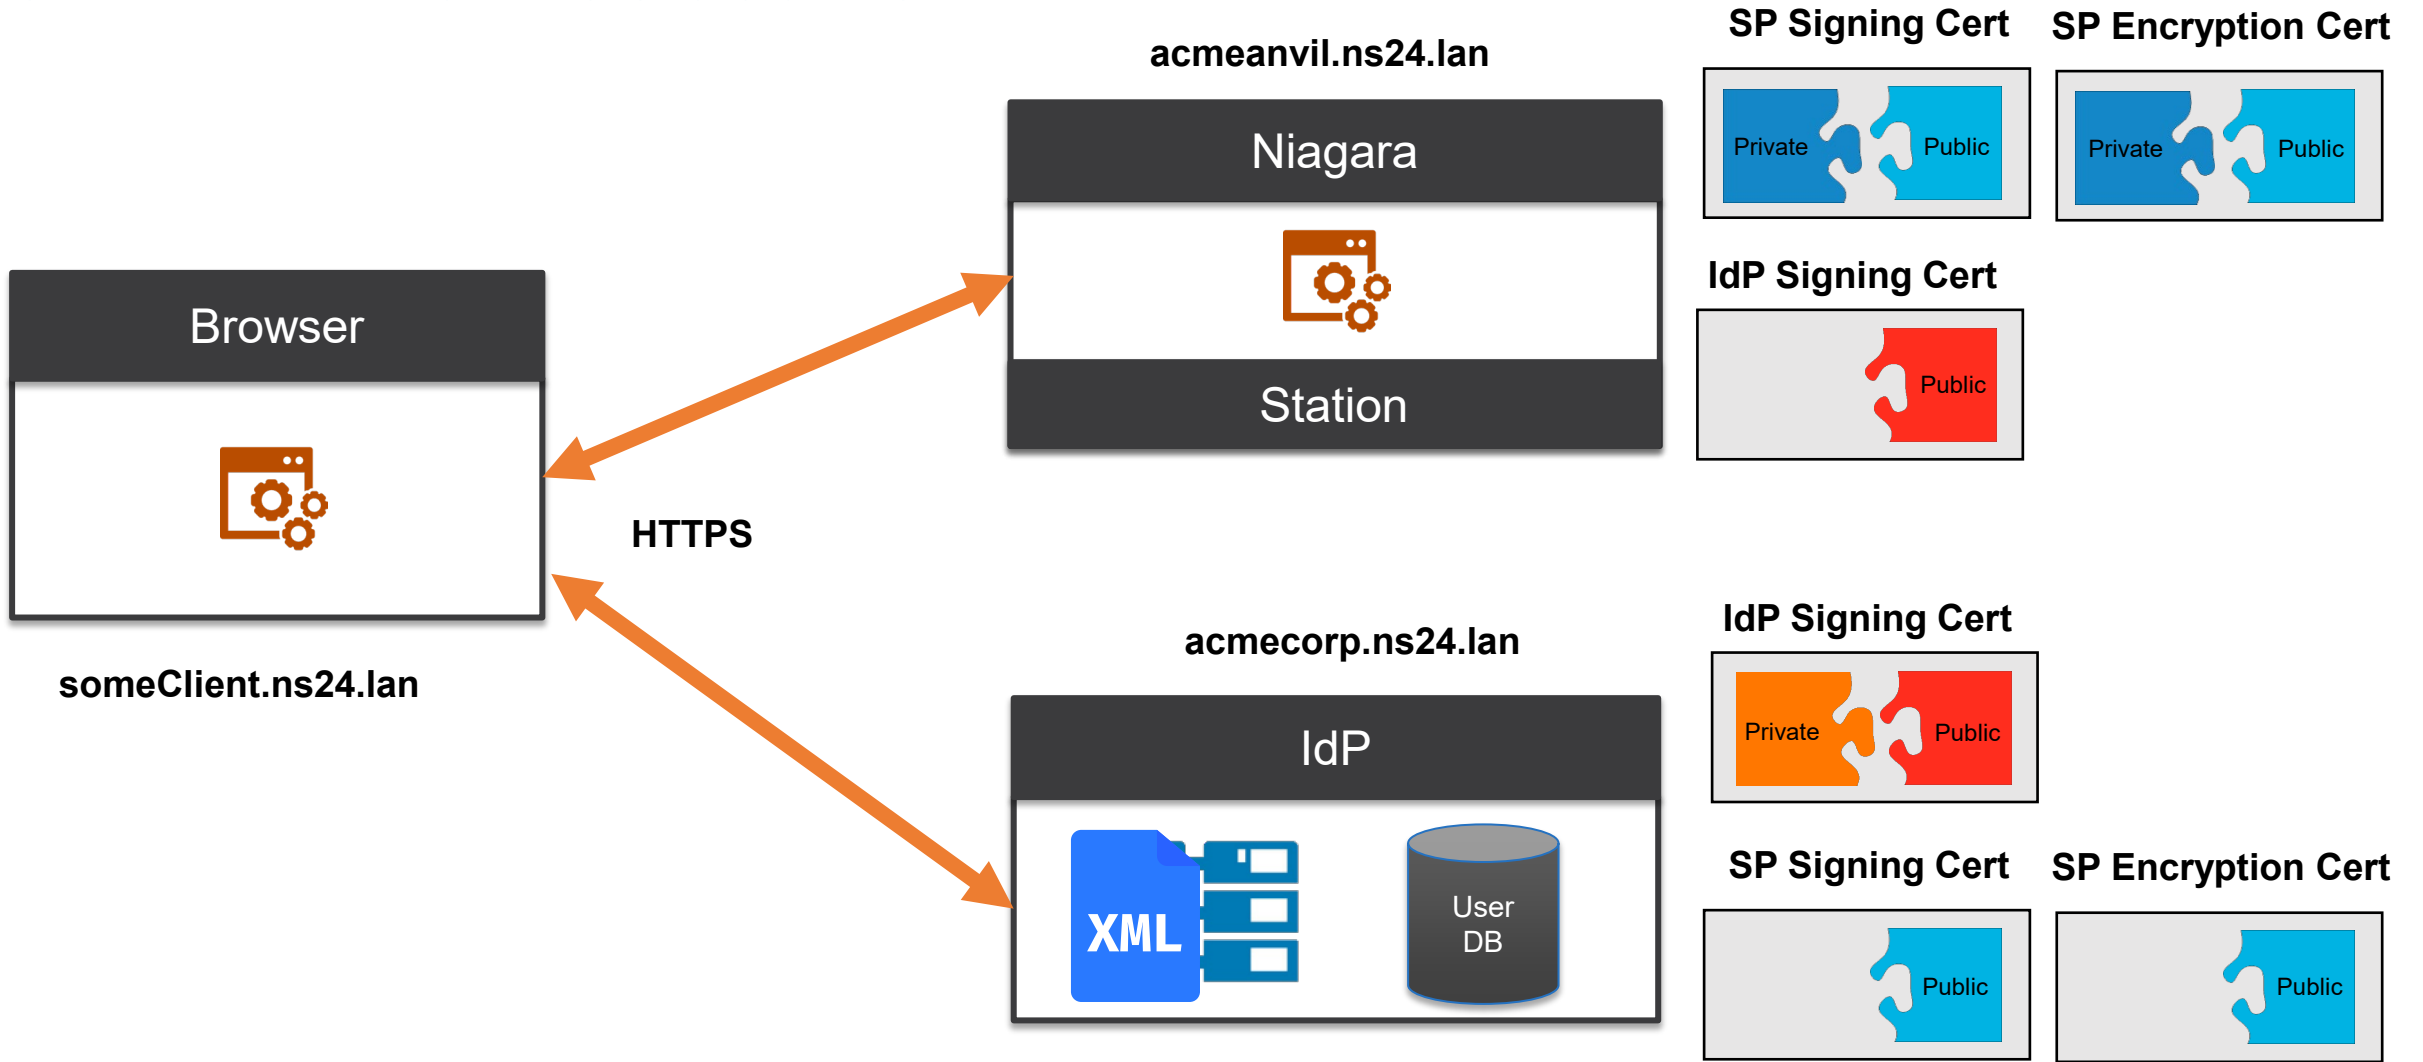 SP Signing Cert
SP Encryption Cert
acmeanvil.ns24.lan
Niagara
Private
Public
Private
Public
IdP Signing Cert
Browser
Public
Station
HTTPS
IdP Signing Cert
acmecorp.ns24.lan
someClient.ns24.lan
IdP
Private
Public
SP Signing Cert
SP Encryption Cert
XML
User
DB
Public
Public